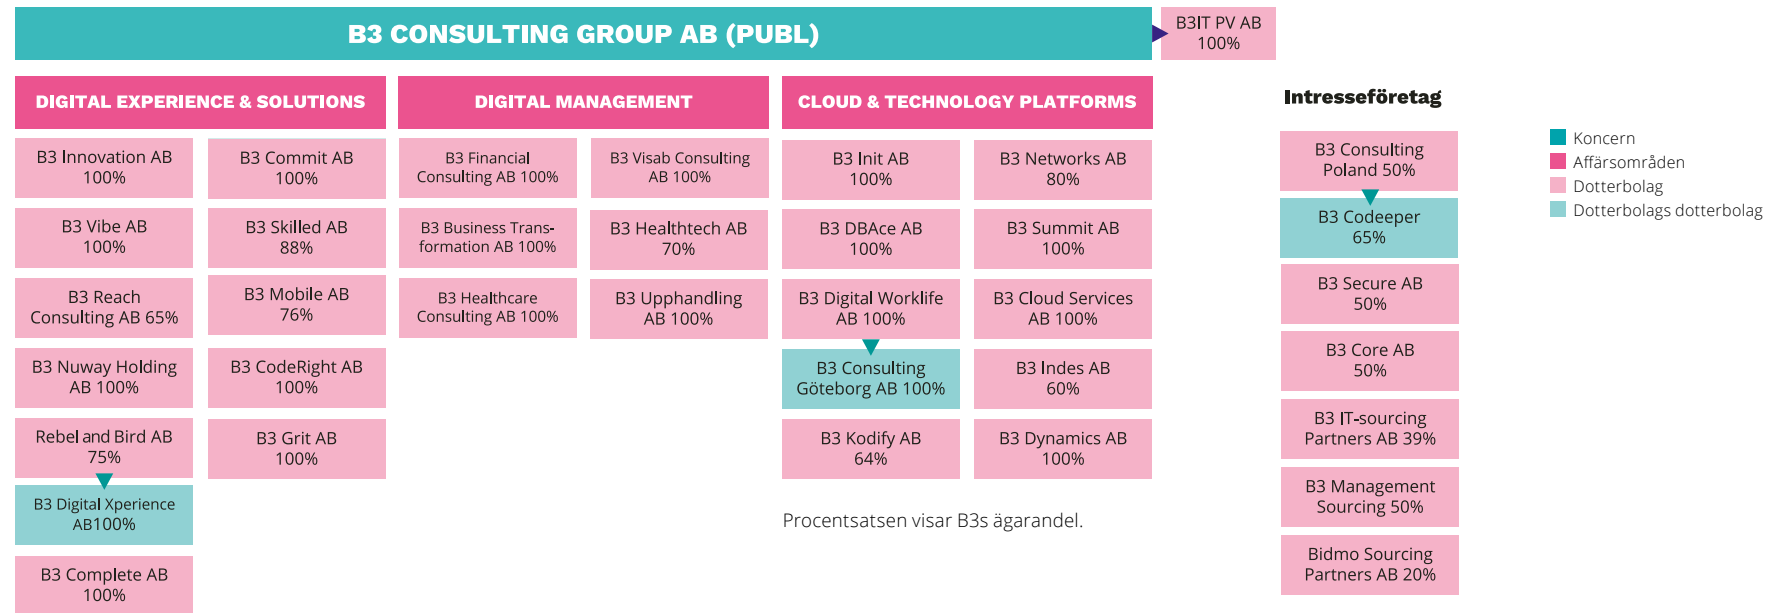 B3 CONSULTING GROUP AB (PUBL)
B3IT PV AB
100%
DIGITAL EXPERIENCE & SOLUTIONS
B3 Innovation AB
100%
B3 Commit AB
100%
B3 Vibe AB
100%
B3 Skilled AB
88%
B3 Reach
Consulting AB 65%
B3 Mobile AB
76%
B3 Nuway Holding
AB 100%
B3 CodeRight AB
100%
Rebel and Bird AB
75%
B3 Grit AB
100%
B3 Digital Xperience
AB100%
B3 Complete AB
100%
DIGITAL MANAGEMENT
B3 Financial
Consulting AB 100%
B3 Visab Consulting
AB 100%
B3 Business Trans-
formation AB 100%
B3 Healthtech AB
70%
B3 Healthcare
Consulting AB 100%
B3 Upphandling
AB 100%
CLOUD & TECHNOLOGY PLATFORMS
B3 Init AB
100%
B3 Networks AB
80%
B3 DBAce AB
100%
B3 Summit AB
100%
B3 Digital Worklife
AB 100%
B3 Cloud Services
AB 100%
B3 Consulting
Göteborg AB 100%
B3 Indes AB
60%
B3 Kodify AB
64%
B3 Dynamics AB
100%
Procentsatsen visar B3s ägarandel.
Intresseföretag
B3 Consulting
Poland 50%
B3 Codeeper
65%
B3 Secure AB
50%
B3 Core AB
50%
B3 IT-sourcing
Partners AB 39%
B3 Management
Sourcing 50%
Bidmo Sourcing
Partners AB 20%
Koncern
Affärsområden
Dotterbolag
Dotterbolags dotterbolag